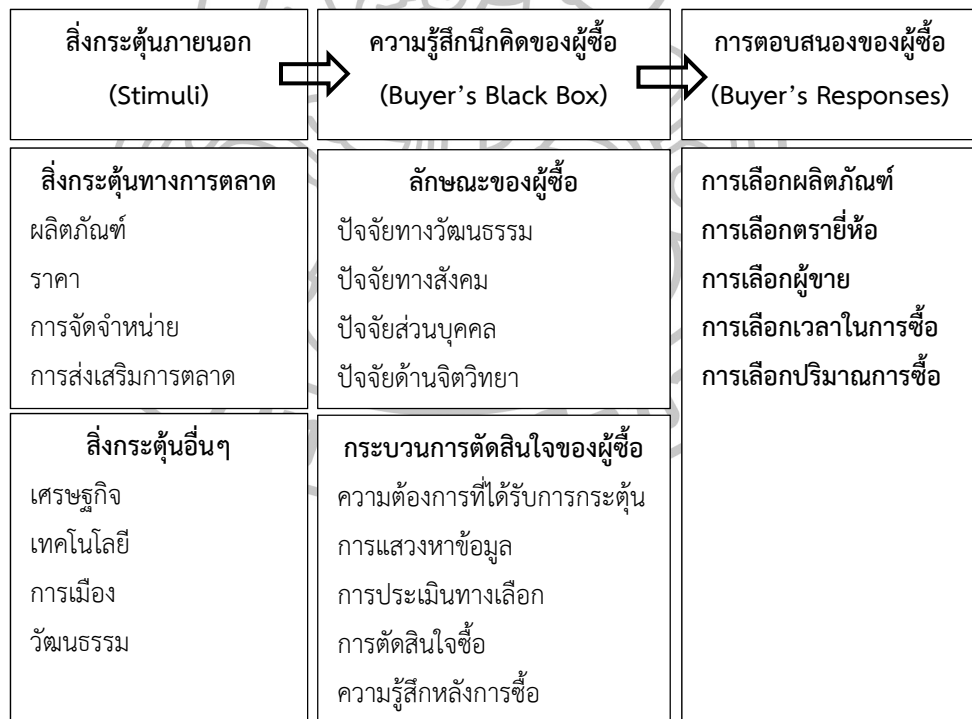 สิ่งกระตุ้นภายนอก
(Stimuli)
ความรู้สึกนึกคิดของผู้ซื้อ
(Buyer's Black Box)
การตอบสนองของผู้ซื้อ
(Buyer's Responses)
สิ่งกระตุ้นทางการตลาด
ผลิตภัณฑ์
ราคา
การจัดจำหน่าย
การส่งเสริมการตลาด
ลักษณะของผู้ซื้อ
ปัจจัยทางวัฒนธรรม
ปัจจัยทางสังคม
ปัจจัยส่วนบุคคล
ปัจจัยด้านจิตวิทยา
การเลือกผลิตภัณฑ์
การเลือกตรายี่ห้อ
การเลือกผู้ขาย
การเลือกเวลาในการซื้อ
การเลือกปริมาณการซื้อ
สิ่งกระตุ้นอื่นๆ
เศรษฐกิจ
เทคโนโลยี
การเมือง
วัฒนธรรม
กระบวนการตัดสินใจของผู้ซื้อ
ความต้องการที่ได้รับการกระตุ้น
การแสวงหาข้อมูล
การประเมินทางเลือก
การตัดสินใจซื้อ
ความรู้สึกหลังการซื้อ